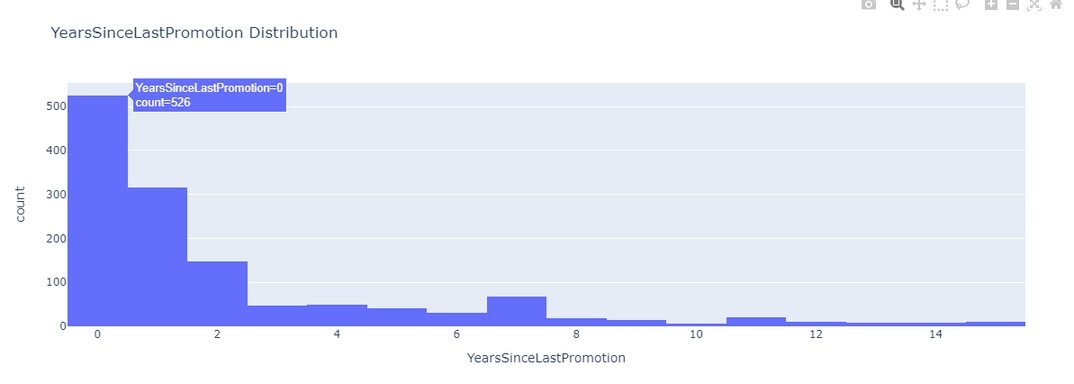 YearsSinceLastPromotion Distribution
YearsSinceLastPromotion=0
count=526
500
400
300
200
100
0
count
0 2 4 6 8 10 12 14
YearsSinceLastPromotion